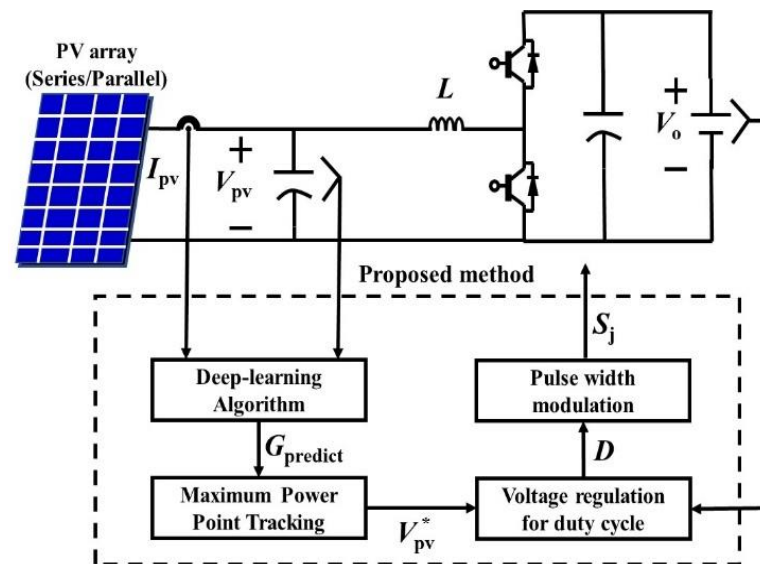 PV array
(Series/Parallel)
L
I_pv
+
V_pv
−
+
V_o
−
Proposed method
S_j
Deep-learning
Algorithm
Pulse width
modulation
G_predict
D
Maximum Power
Point Tracking
V_pv^*
Voltage regulation
for duty cycle